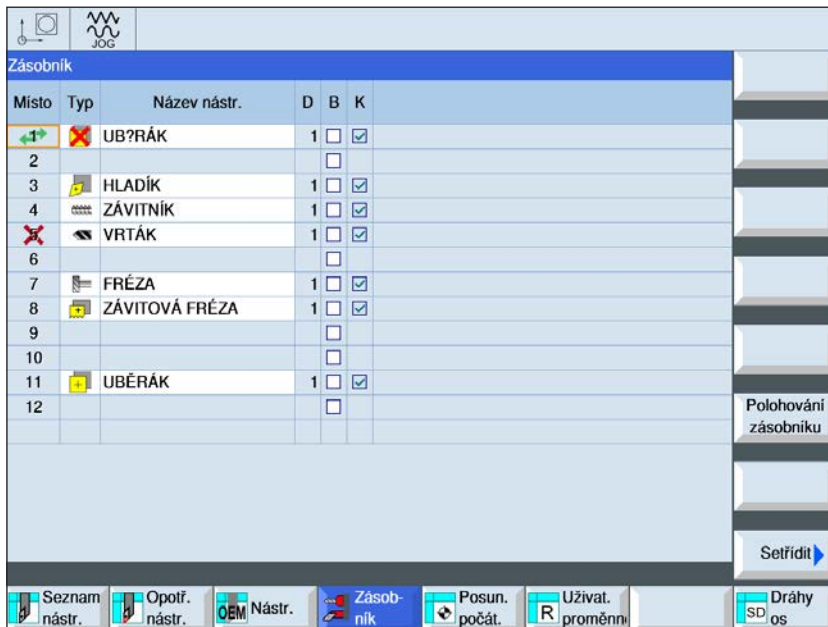 JOG
Zásobník
Místo Typ Název nástr. D B K
1 UB?RÁK 1
2
3 HLADÍK 1
4 ZÁVITNÍK 1
5 VRTÁK 1
6
7 FRÉZA 1
8 ZÁVITOVÁ FRÉZA 1
9
10
11 UBĚRÁK 1
12
Polohování
zásobníku
Setřídit
Seznam
nástr.
Opotř.
nástr.
OEM Nástr.
Zásob-
ník
Posun.
počát.
R Uživat.
proměnn
SD Dráhy
os